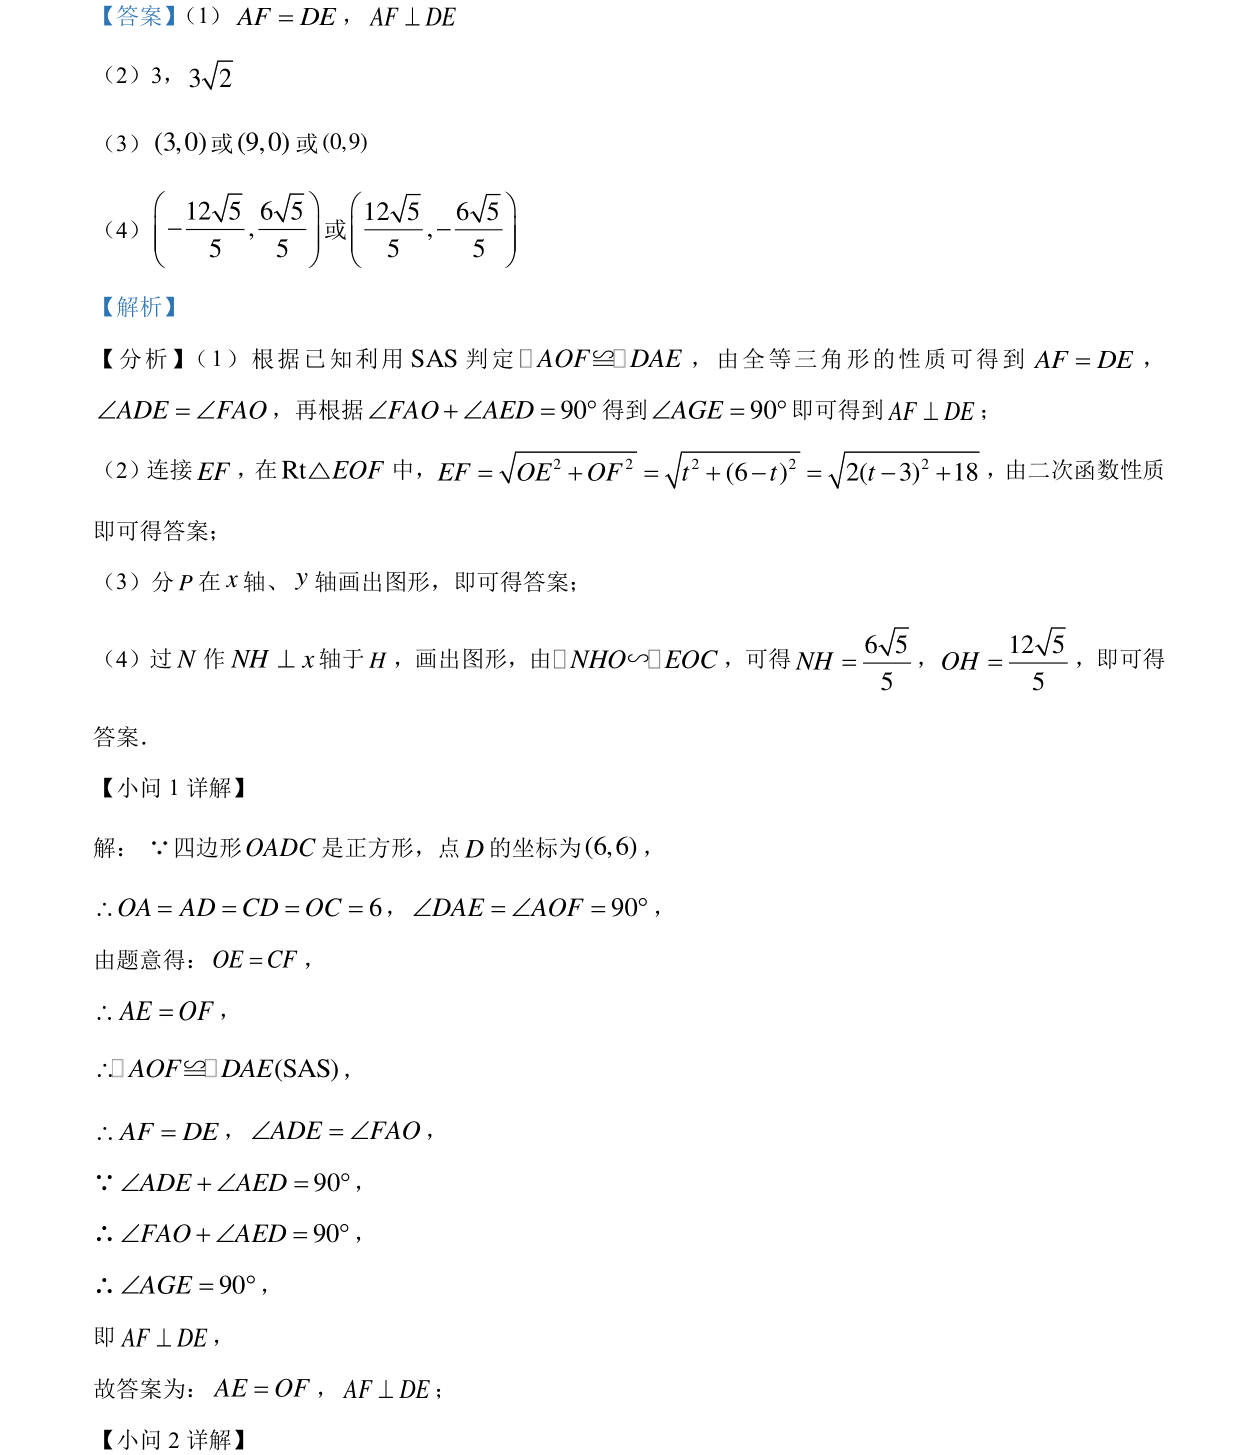 【答案】（1）AF = DE，AF ⊥ DE
（2）3，3√2
（3）(3,0)或(9,0)或(0,9)
（4）(−12√5/5, 6√5/5)或(12√5/5, −6√5/5)
【解析】
【分析】（1）根据已知利用 SAS 判定□AOF≌□DAE，由全等三角形的性质可得到 AF = DE，
∠ADE = ∠FAO，再根据∠FAO + ∠AED = 90° 得到∠AGE = 90° 即可得到 AF ⊥ DE；
（2）连接 EF，在 Rt△EOF 中，EF = √(OE² + OF²) = √(t² + (6−t)²) = √(2(t−3)² +18)，由二次函数性质
即可得答案；
（3）分 P 在 x 轴、y 轴画出图形，即可得答案；
（4）过 N 作 NH ⊥ x 轴于 H，画出图形，由□NHO∽□EOC，可得 NH = 6√5/5，OH = 12√5/5，即可得
答案．
【小问 1 详解】
解：∵四边形 OADC 是正方形，点 D 的坐标为 (6,6)，
∴OA = AD = CD = OC = 6，∠DAE = ∠AOF = 90°，
由题意得：OE = CF，
∴AE = OF，
∴□AOF≌□DAE(SAS)，
∴AF = DE，∠ADE = ∠FAO，
∵∠ADE + ∠AED = 90°，
∴∠FAO + ∠AED = 90°，
∴∠AGE = 90°，
即 AF ⊥ DE，
故答案为：AE = OF，AF ⊥ DE；
【小问 2 详解】